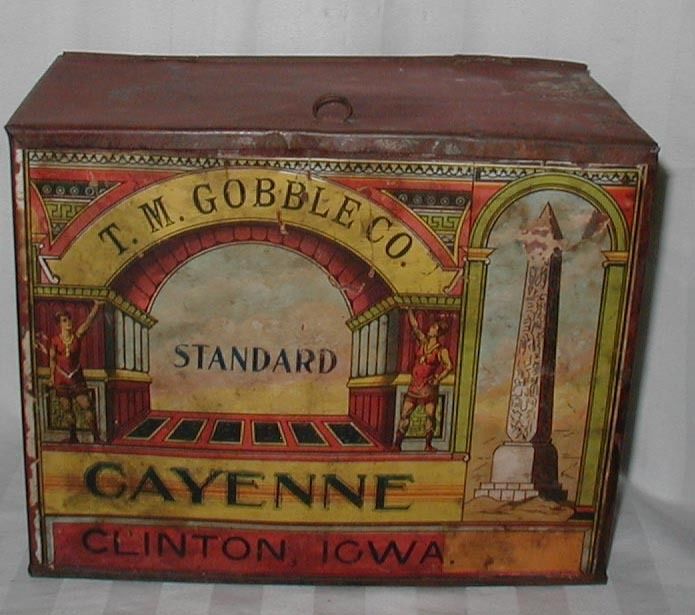 T. M. GOBBLE CO.
STANDARD
CAYENNE
CLINTON, IOWA